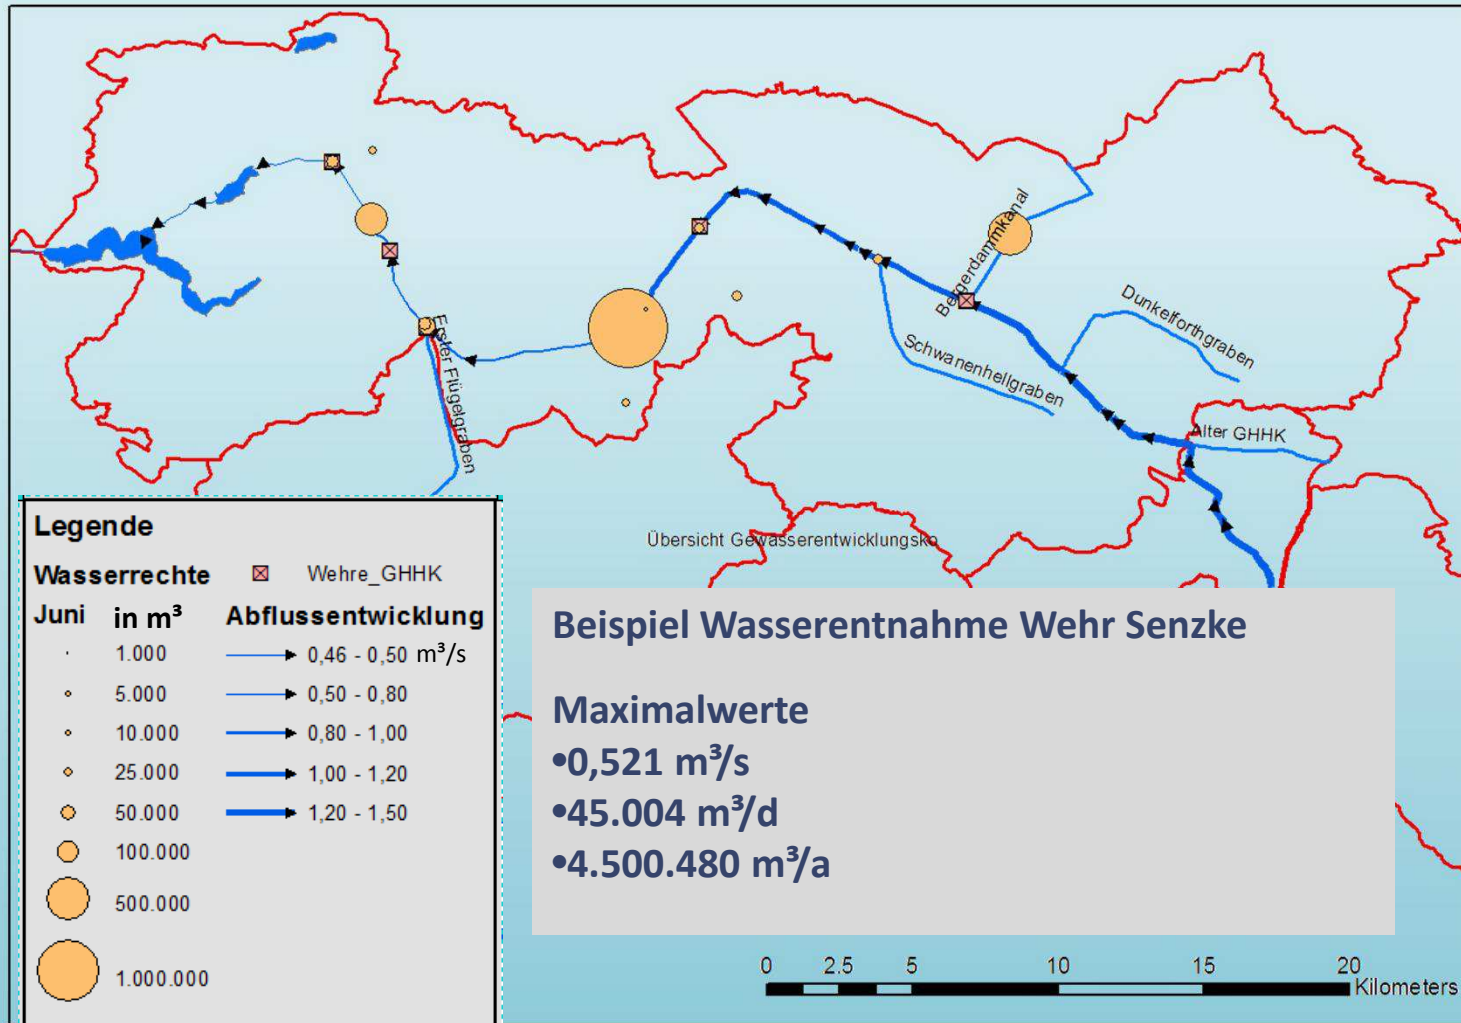 Bergerdammkanal
Dunkelforthgraben
Schwanenhellgraben
Erster Flügelgraben
Alter GHHK
Übersicht Gewässerentwicklungsko
Legende
Wasserrechte
Wehre_GHHK
Juni in m³ Abflussentwicklung
1.000 0,46 - 0,50 m³/s
5.000 0,50 - 0,80
10.000 0,80 - 1,00
25.000 1,00 - 1,20
50.000 1,20 - 1,50
100.000
500.000
1.000.000
Beispiel Wasserentnahme Wehr Senzke
Maximalwerte
•0,521 m³/s
•45.004 m³/d
•4.500.480 m³/a
0 2.5 5 10 15 20
Kilometers